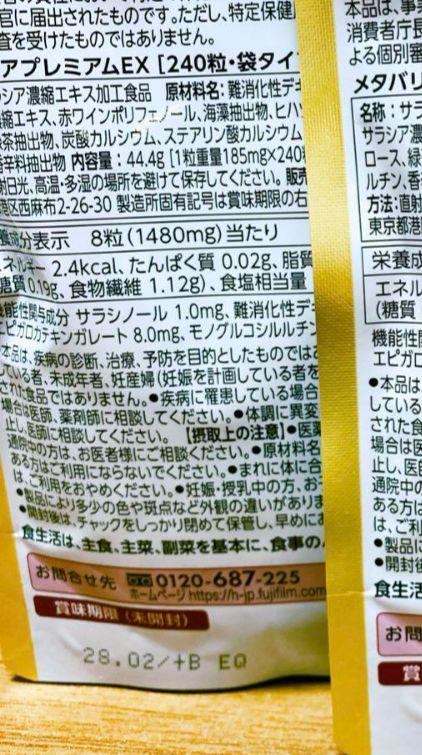 官に届出されたものです。ただし、特定保健
査を受けたものではありません。
アプレミアムEX [240粒・袋タイ
シア濃縮エキス加工食品 原材料名：難消化性デキ
縮エキス、赤ワインポリフェノール、海藻抽出物、ヒハ
茶抽出物、炭酸カルシウム、ステアリン酸カルシウム
辛料抽出物 内容量：44.4g [1粒重量185mg×240
射日光、高温・多湿の場所を避けて保存してください。 販売
港区西麻布2-26-30 製造所固有記号は賞味期限の右
養成分表示 8粒(1480mg)当たり
エネルギー 2.4kcal、たんぱく質 0.02g、脂質
糖質 0.19g、食物繊維 1.12g)、食塩相当量
機能性関与成分 サラシノール 1.0mg、難消化性デキ
エピガロカテキンガレート 8.0mg、モノグルコシルルチン
本品は、疾病の診断、治療、予防を目的としたものではあ
している者、未成年者、妊産婦(妊娠を計画している者を
された食品ではありません。●疾病に罹患している場合
場合は医師、薬剤師に相談してください。●体調に異変
止し、医師に相談してください。 【摂取上の注意】●医薬
通院中の方は、お医者様にご相談ください。●原材料名
ある方はご利用にならないでください。●まれに体に合
は、ご利用をおやめください。●妊娠・授乳中の方、お
●製品により多少の色や斑点など外観の違いがありま
●開封後は、チャックをしっかり閉めて保管し、早めにお
食生活は、主食、主菜、副菜を基本に、食事の
お問合せ先 0120-687-225
ホームページ https://h-jp.fujifilm.com
賞味期限(未開封)
28.02/+B EQ
本品は、事
消費者庁長
よる個別審
メタバリ
名称：サラ
サラシア濃
ロース、緑
ルチン、香
方法：直射
東京都港
栄養成
エネル
(糖質
機能性
エピガ
●本品は
している
された食
場合は医
止し、医
通院中の
ある方は
は、ご利
●製品に
●開封後
食生活
お問
賞